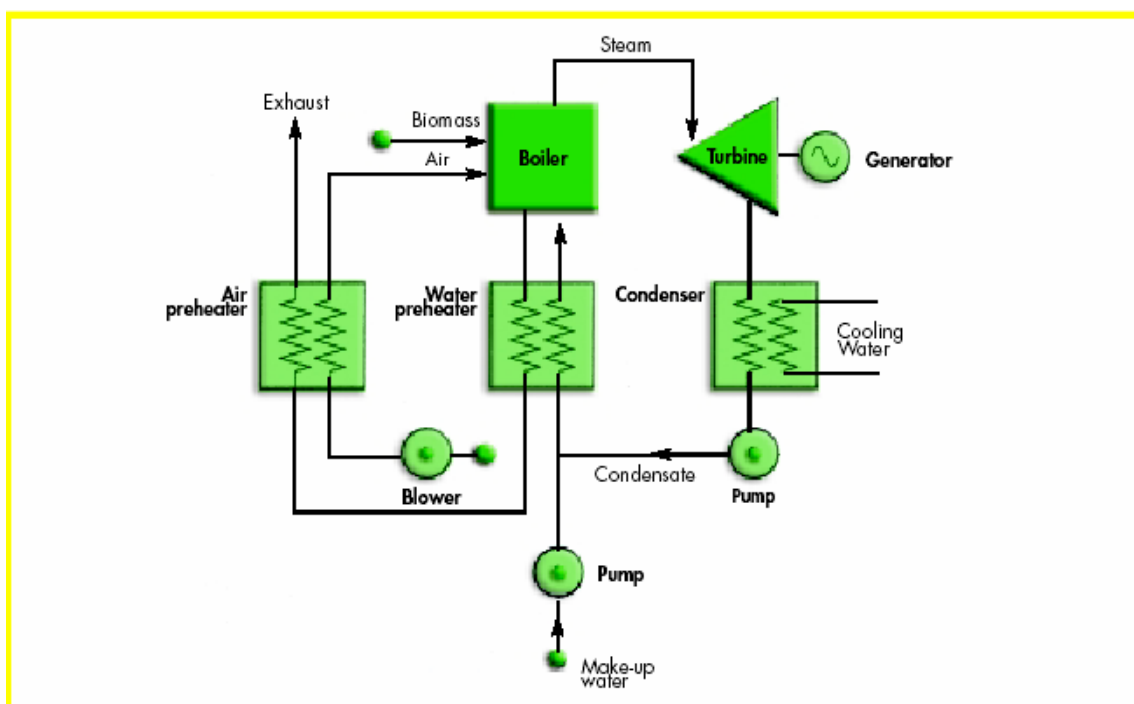 Steam
Exhaust
Biomass
Boiler
Turbine
Generator
Air
Air
preheater
Water
preheater
Condenser
Cooling
Water
Blower
Condensate
Pump
Pump
Make-up
water